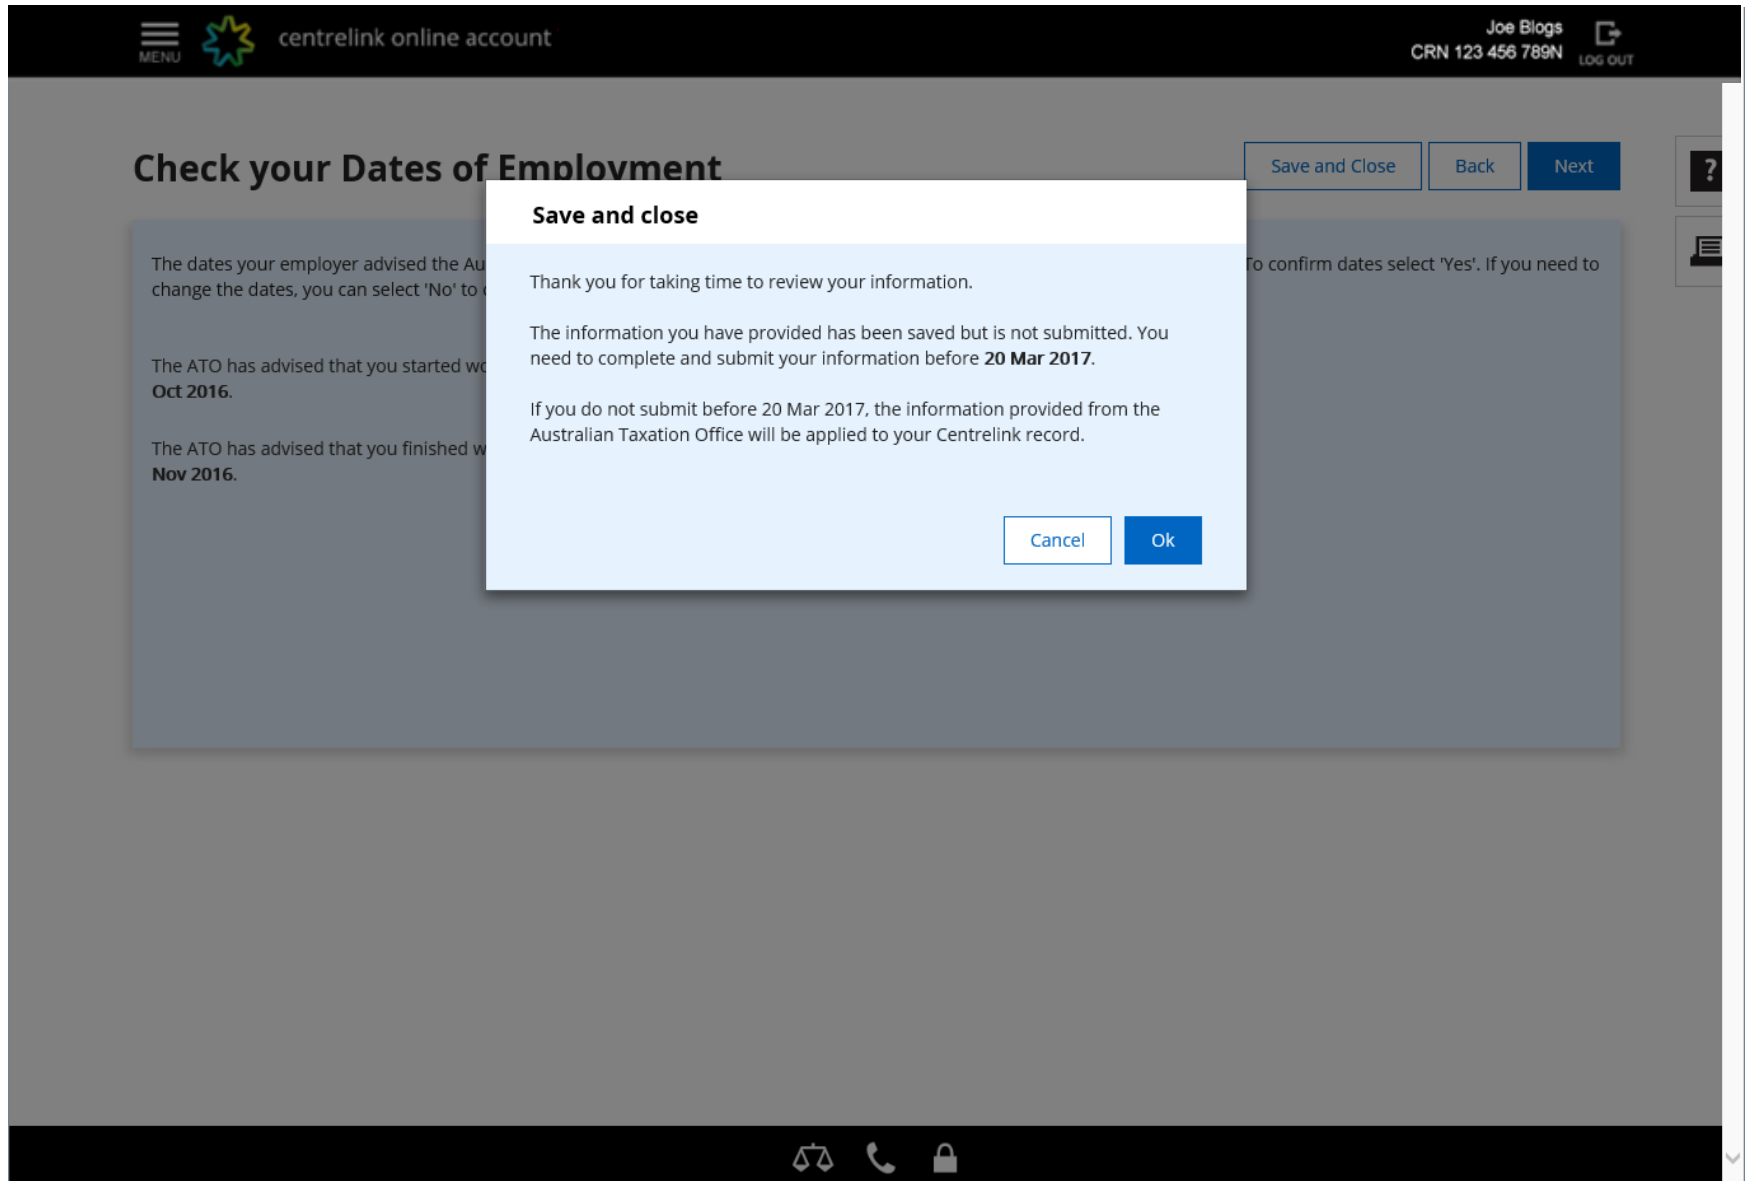 MENU
centrelink online account
Joe Blogs
CRN 123 456 789N
LOG OUT
Check your Dates of Employment
Save and Close
Back
Next
?
Save and close
The dates your employer advised the Au
To confirm dates select 'Yes'. If you need to
change the dates, you can select 'No' to
Thank you for taking time to review your information.
The information you have provided has been saved but is not submitted. You
need to complete and submit your information before 20 Mar 2017.
The ATO has advised that you started wo
Oct 2016.
If you do not submit before 20 Mar 2017, the information provided from the
Australian Taxation Office will be applied to your Centrelink record.
The ATO has advised that you finished w
Nov 2016.
Cancel
Ok